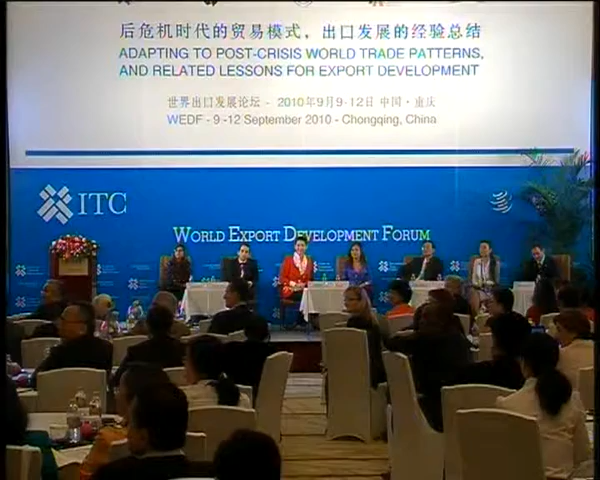 后危机时代的贸易模式，出口发展的经验总结
ADAPTING TO POST-CRISIS WORLD TRADE PATTERNS,
AND RELATED LESSONS FOR EXPORT DEVELOPMENT
世界出口发展论坛 - 2010年9月9-12日 中国·重庆
WEDF - 9-12 September 2010 - Chongqing, China
ITC
WORLD EXPORT DEVELOPMENT FORUM